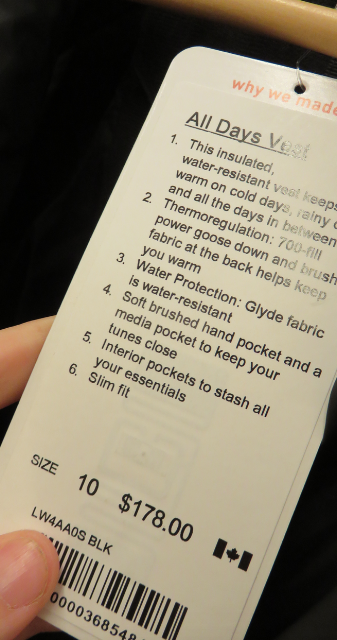 why we made
All Days Vest
1. This insulated,
water-resistant vest keeps
warm on cold days, rainy
and all the days in between
2. Thermoregulation: 700-fill
power goose down and brush
fabric at the back helps keep
you warm
3. Water Protection: Glyde fabric
is water-resistant
4. Soft brushed hand pocket and a
media pocket to keep your
tunes close
5. Interior pockets to stash all
your essentials
6. Slim fit
SIZE 10 $178.00
LW4AA0S BLK
00003685481